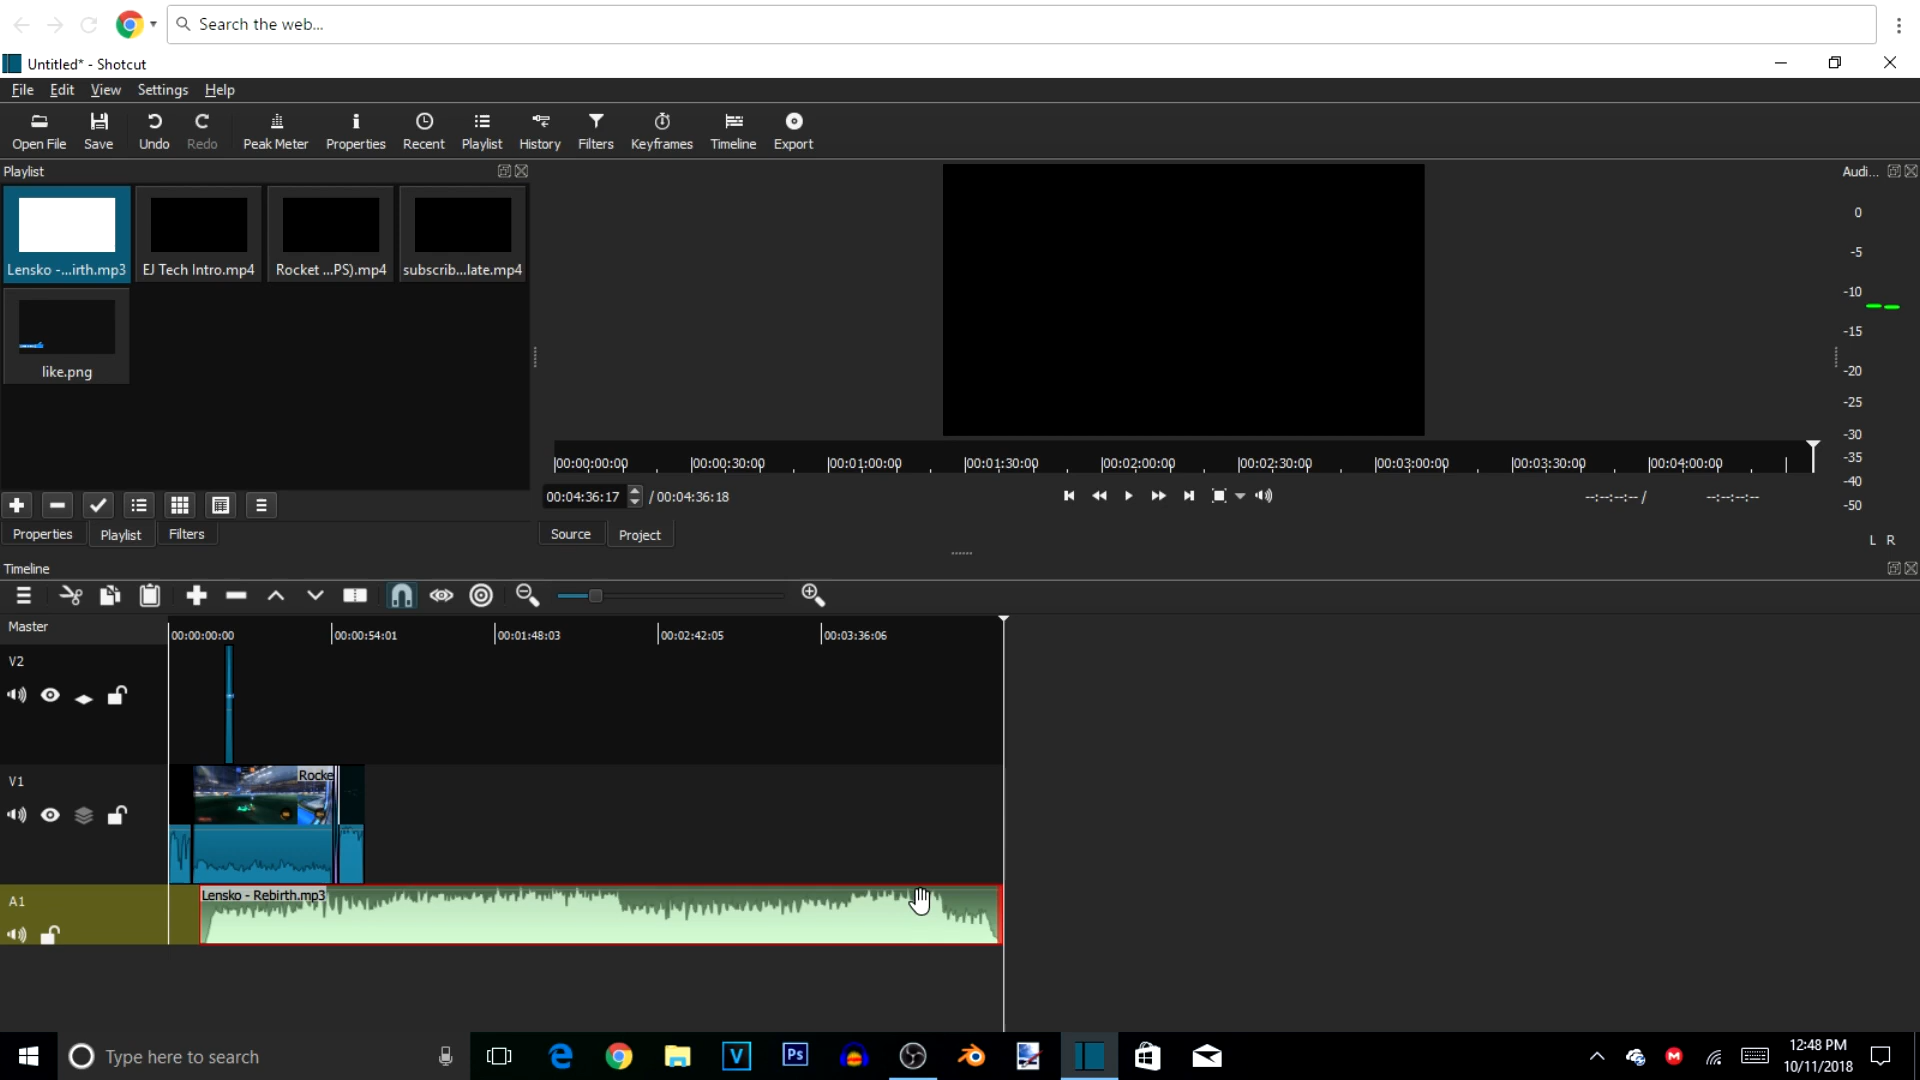 Search the web...
Untitled* - Shotcut
File Edit View Settings Help
Open File Save Undo Redo Peak Meter Properties Recent Playlist History Filters Keyframes Timeline Export
Playlist
Audi...
Lensko -...irth.mp3 EJ Tech Intro.mp4 Rocket ...PS).mp4 subscrib...late.mp4
like.png
0
-5
-10
-15
-20
-25
-30
-35
-40
-50
L R
00:00:00:00 00:00:30:00 00:01:00:00 00:01:30:00 00:02:00:00 00:02:30:00 00:03:00:00 00:03:30:00 00:04:00:00
00:04:36:17 / 00:04:36:18 --:--:--:-- / --:--:--:--
Properties Playlist Filters
Source Project
Timeline
Master
00:00:00:00 00:00:54:01 00:01:48:03 00:02:42:05 00:03:36:06
V2
V1
Rocke
A1
Lensko - Rebirth.mp3
Type here to search
V
Ps
M
12:48 PM
10/11/2018